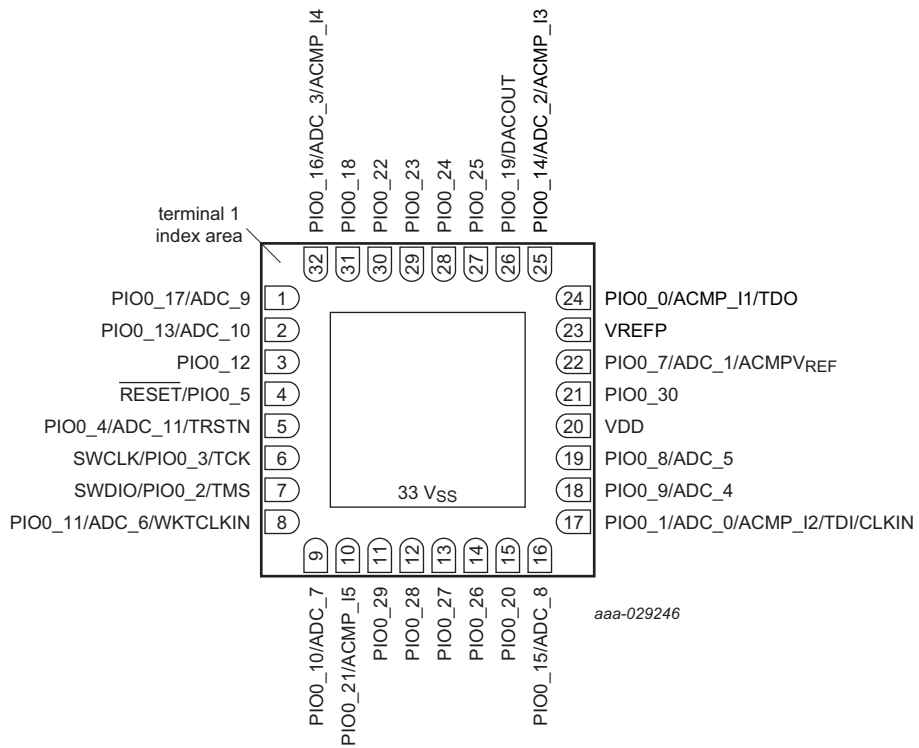 PIO0_16/ADC_3/ACMP_I4
PIO0_18
PIO0_22
PIO0_23
PIO0_24
PIO0_25
PIO0_19/DACOUT
PIO0_14/ADC_2/ACMP_I3
terminal 1
index area
32
31
30
29
28
27
26
25
PIO0_17/ADC_9 1
PIO0_13/ADC_10 2
PIO0_12 3
RESET/PIO0_5 4
PIO0_4/ADC_11/TRSTN 5
SWCLK/PIO0_3/TCK 6
SWDIO/PIO0_2/TMS 7
PIO0_11/ADC_6/WKTCLKIN 8
24 PIO0_0/ACMP_I1/TDO
23 VREFP
22 PIO0_7/ADC_1/ACMPVREF
21 PIO0_30
20 VDD
19 PIO0_8/ADC_5
18 PIO0_9/ADC_4
17 PIO0_1/ADC_0/ACMP_I2/TDI/CLKIN
33 VSS
9
10
11
12
13
14
15
16
PIO0_10/ADC_7
PIO0_21/ACMP_I5
PIO0_29
PIO0_28
PIO0_27
PIO0_26
PIO0_20
PIO0_15/ADC_8
aaa-029246